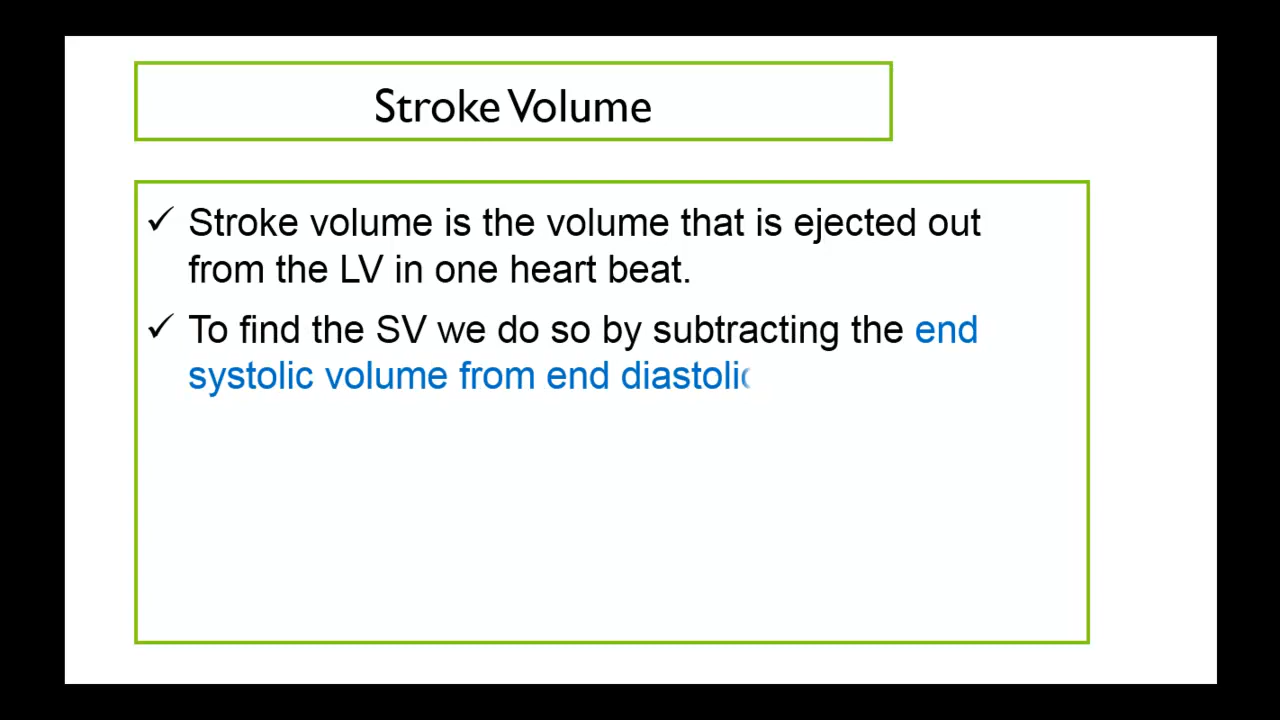 Stroke Volume
✓ Stroke volume is the volume that is ejected out
from the LV in one heart beat.
✓ To find the SV we do so by subtracting the end
systolic volume from end diastolic